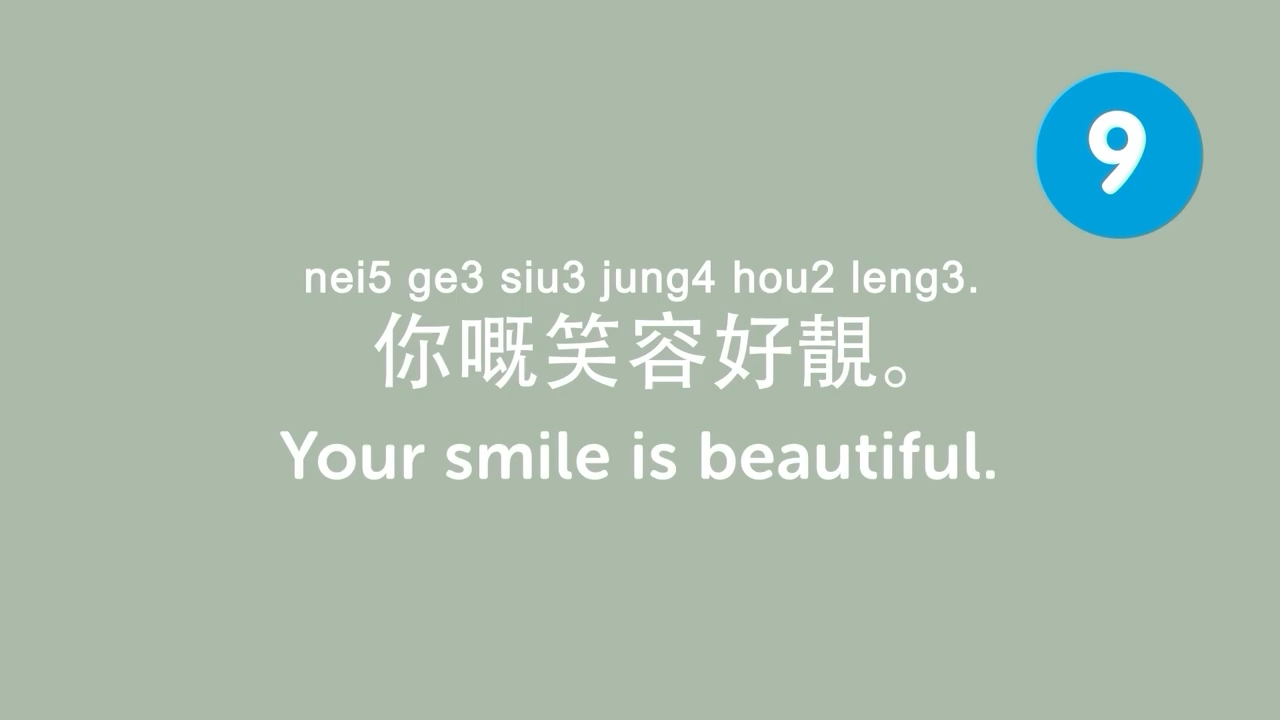 9
nei5 ge3 siu3 jung4 hou2 leng3.
你嘅笑容好靚。
Your smile is beautiful.